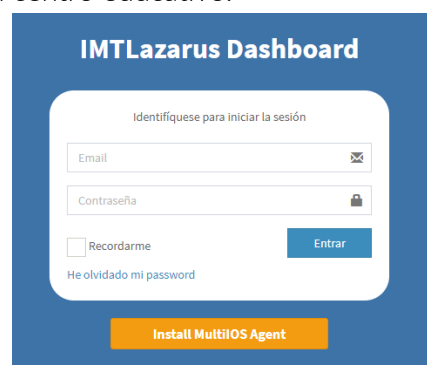 IMTLazarus Dashboard
Identifíquese para iniciar la sesión
Email
Contraseña
Recordarme
Entrar
He olvidado mi password
Install MultiIOS Agent